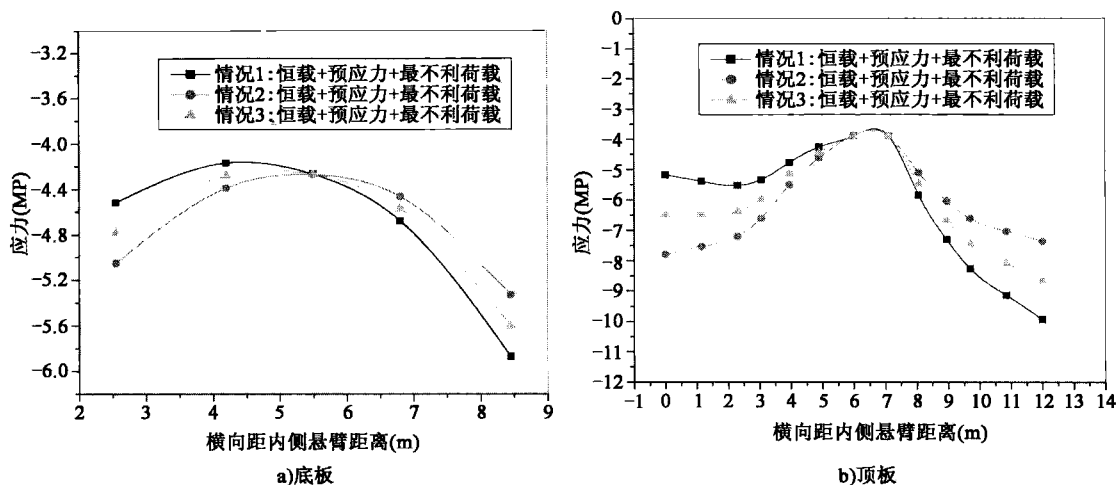 -3.2
-3.6
-4.0
-4.4
-4.8
-5.2
-5.6
-6.0
应力(MP)
情况1:恒载+预应力+最不利荷载
情况2:恒载+预应力+最不利荷载
情况3:恒载+预应力+最不利荷载
2 3 4 5 6 7 8 9
横向距内侧悬臂距离(m)
a)底板
0
-1
-2
-3
-4
-5
-6
-7
-8
-9
-10
-11
-12
应力(MP)
情况1:恒载+预应力+最不利荷载
情况2:恒载+预应力+最不利荷载
情况3:恒载+预应力+最不利荷载
-1 0 1 2 3 4 5 6 7 8 9 10 11 12 13 14
横向距内侧悬臂距离(m)
b)顶板